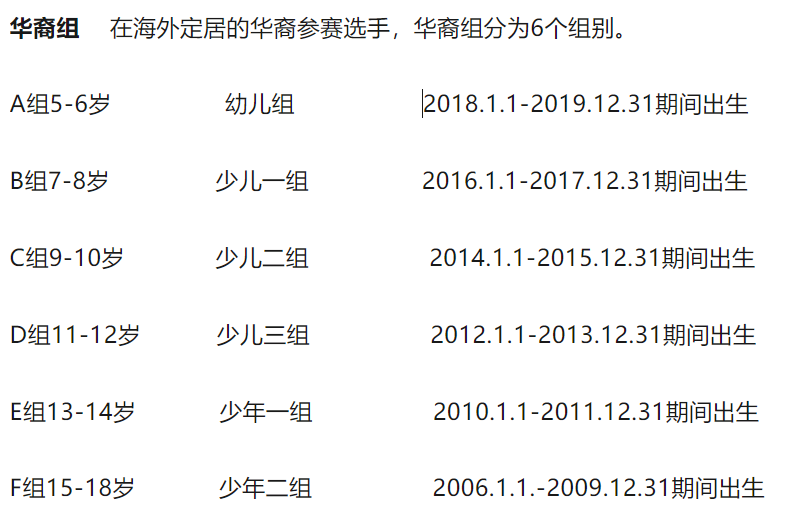 华裔组 在海外定居的华裔参赛选手，华裔组分为6个组别。
A组5-6岁 幼儿组 2018.1.1-2019.12.31期间出生
B组7-8岁 少儿一组 2016.1.1-2017.12.31期间出生
C组9-10岁 少儿二组 2014.1.1-2015.12.31期间出生
D组11-12岁 少儿三组 2012.1.1-2013.12.31期间出生
E组13-14岁 少年一组 2010.1.1-2011.12.31期间出生
F组15-18岁 少年二组 2006.1.1.-2009.12.31期间出生